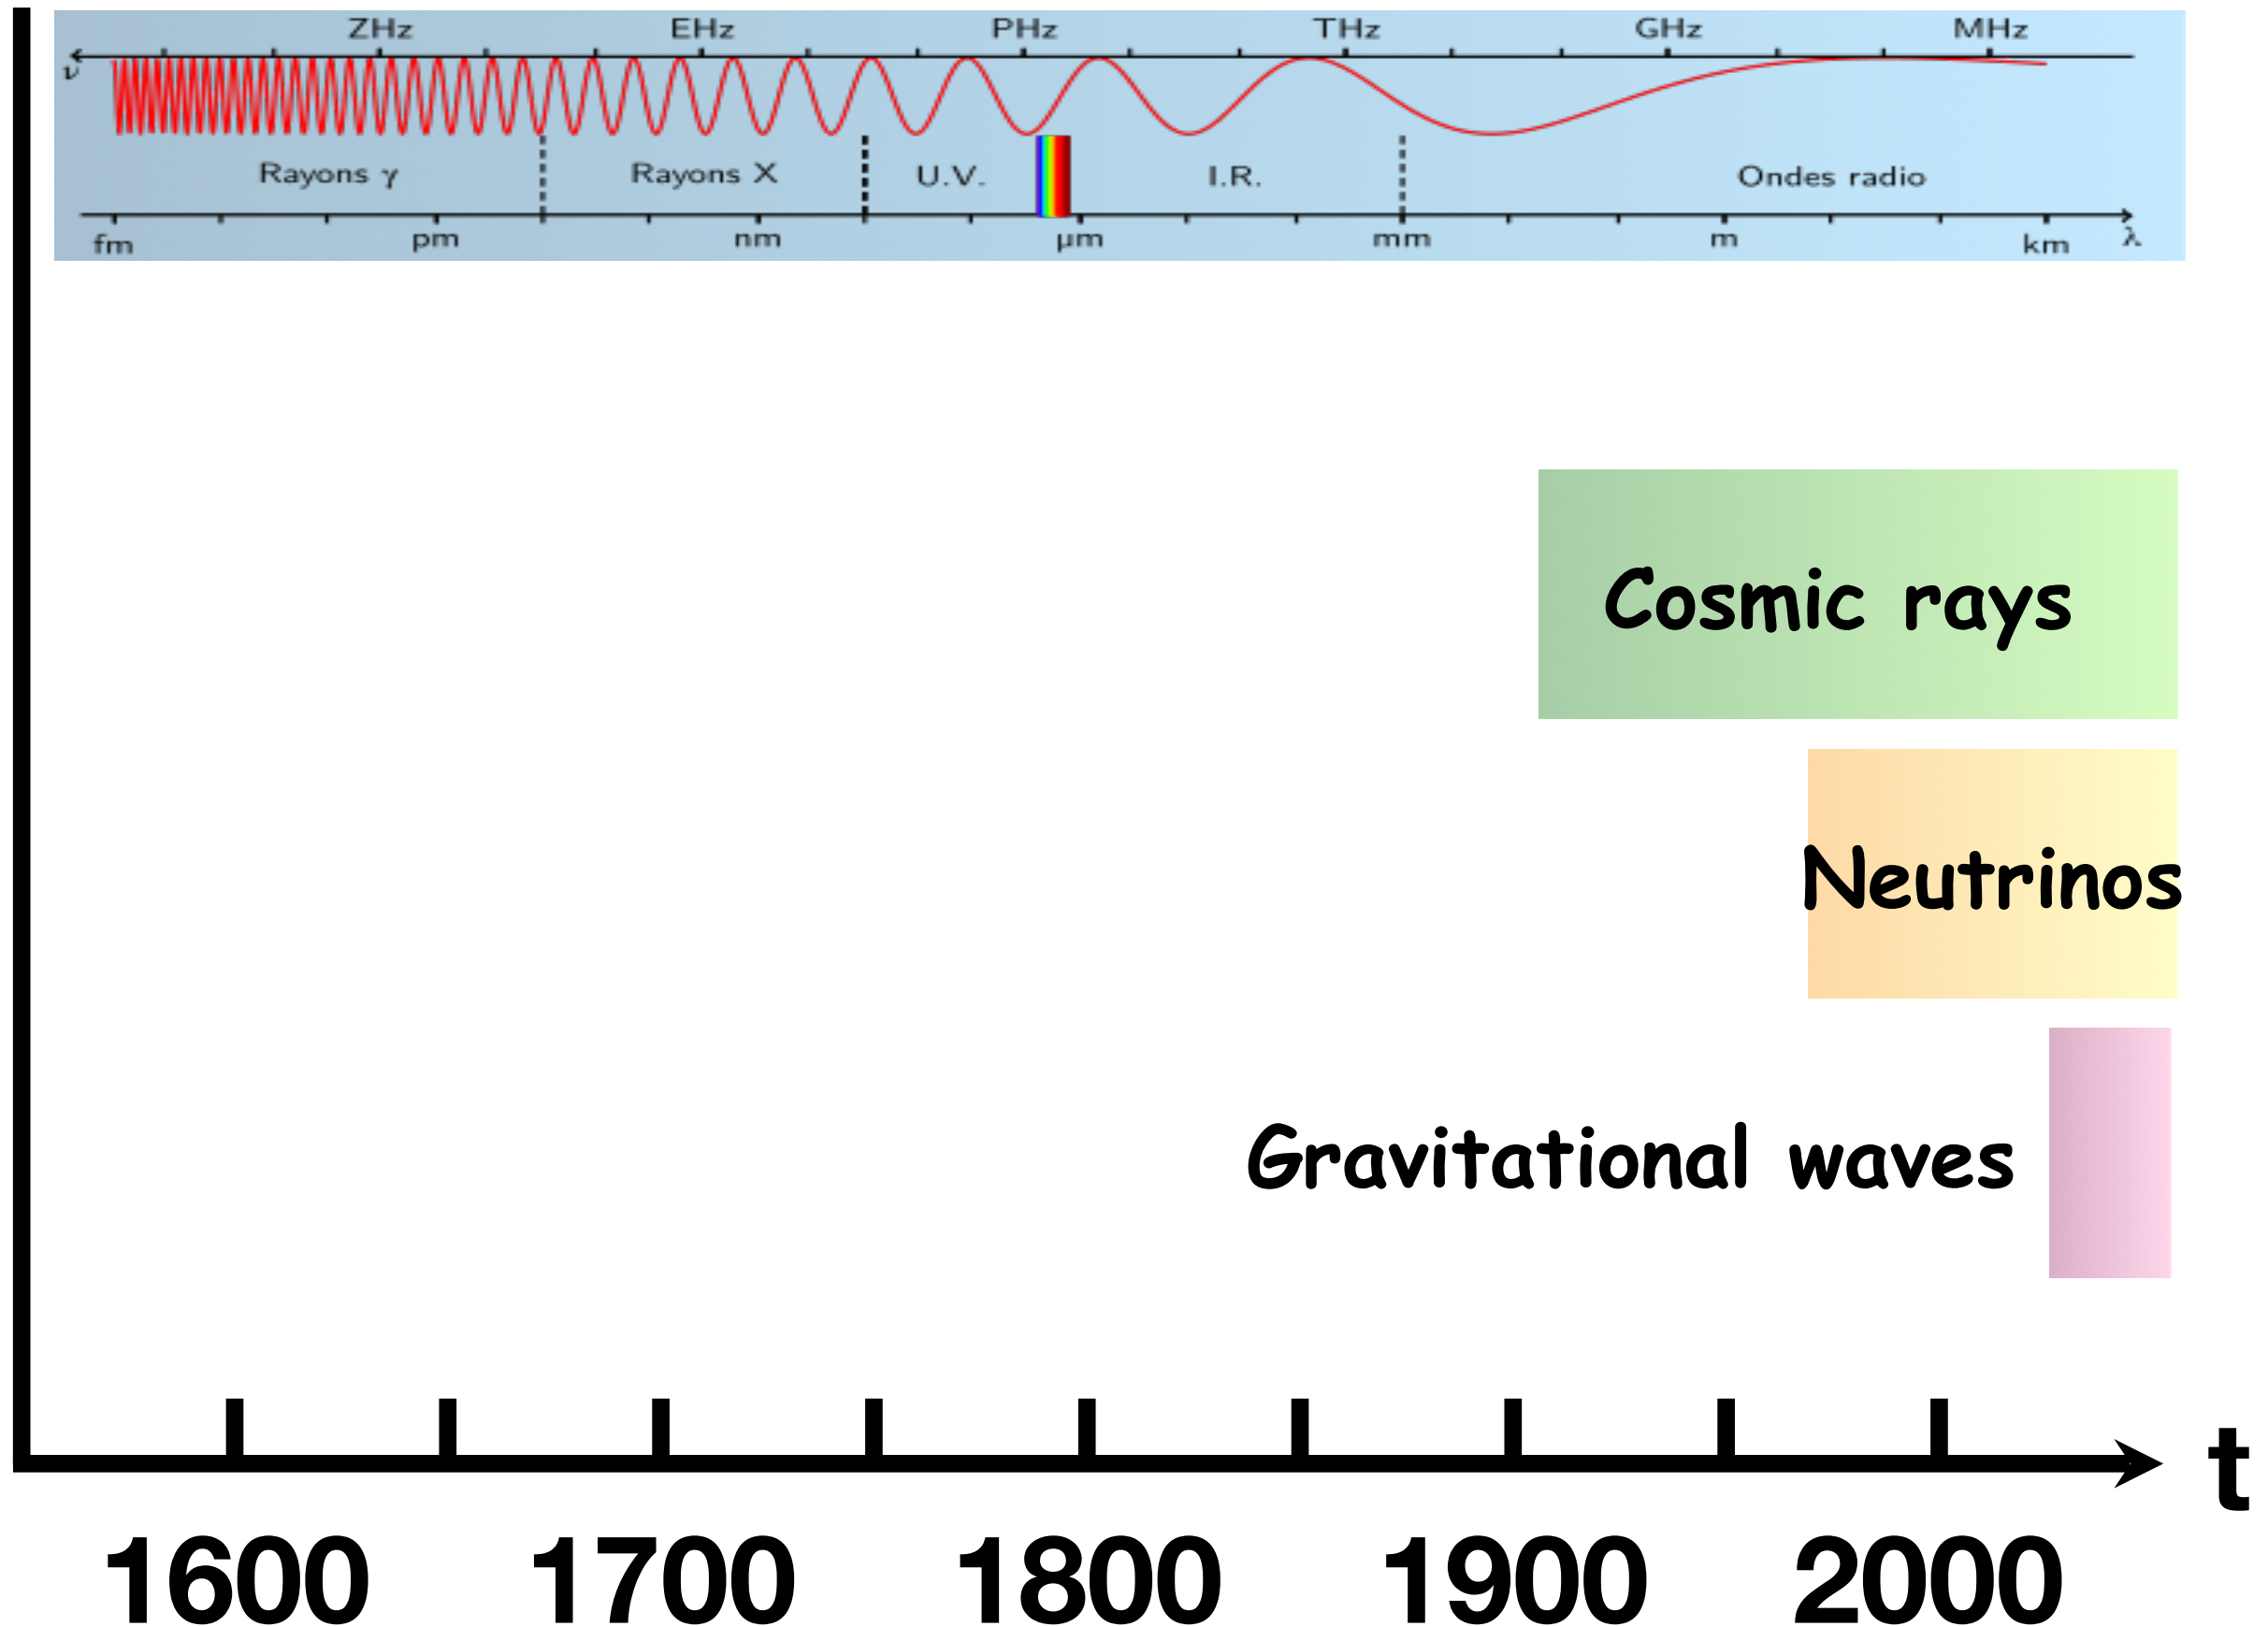 ZHz EHz PHz THz GHz MHz
ν
Rayons γ Rayons X U.V. I.R. Ondes radio
fm pm nm µm mm m km λ
Cosmic rays
Neutrinos
Gravitational waves
t
1600 1700 1800 1900 2000